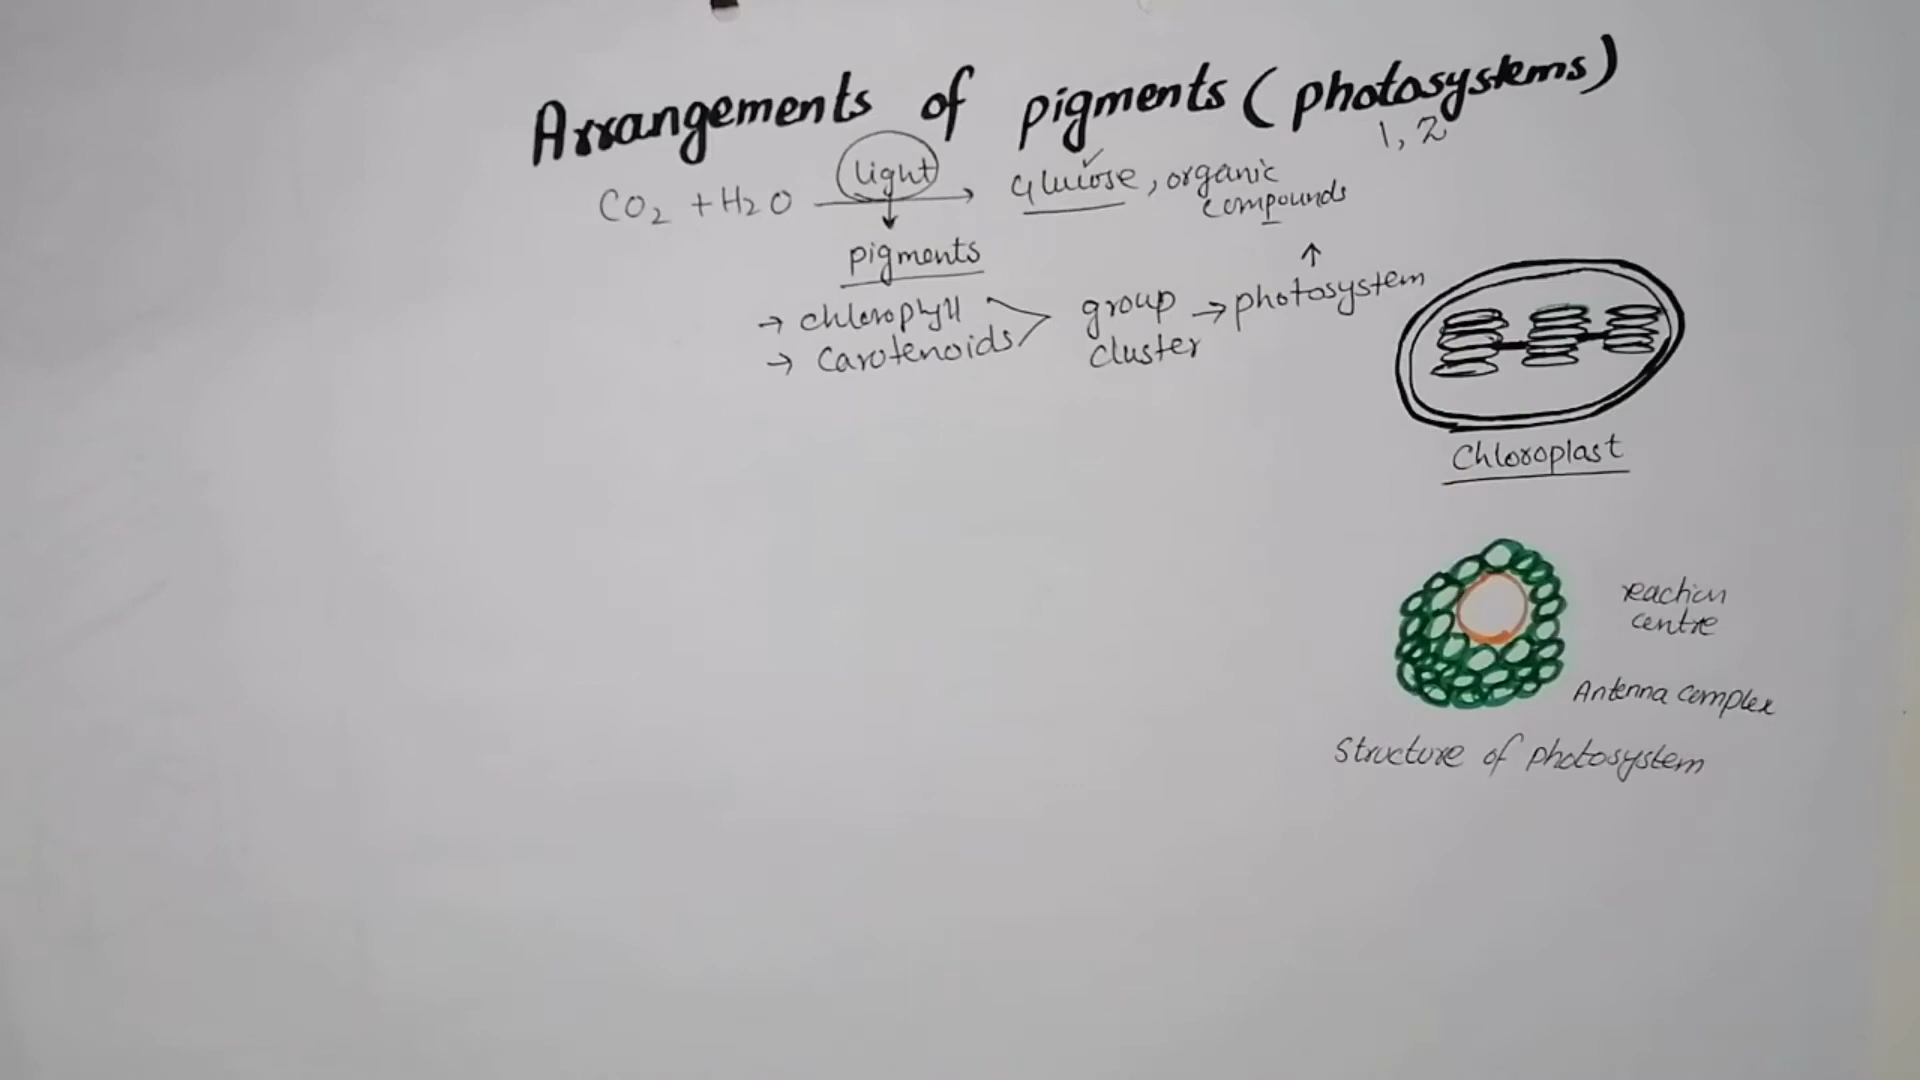 Arrangements of pigments (photosystems)
1, 2
CO2 + H2O light Glucose, organic
compounds
pigments
→ chlorophyll
→ carotenoids
group
cluster
→ photosystem
Chloroplast
reaction
centre
Antenna complex
Structure of photosystem